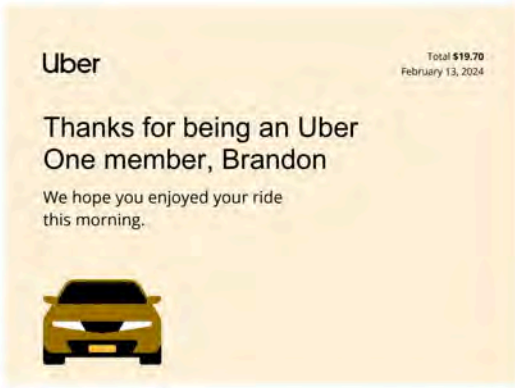 Uber
Total $19.70
February 13, 2024
Thanks for being an Uber
One member, Brandon
We hope you enjoyed your ride
this morning.